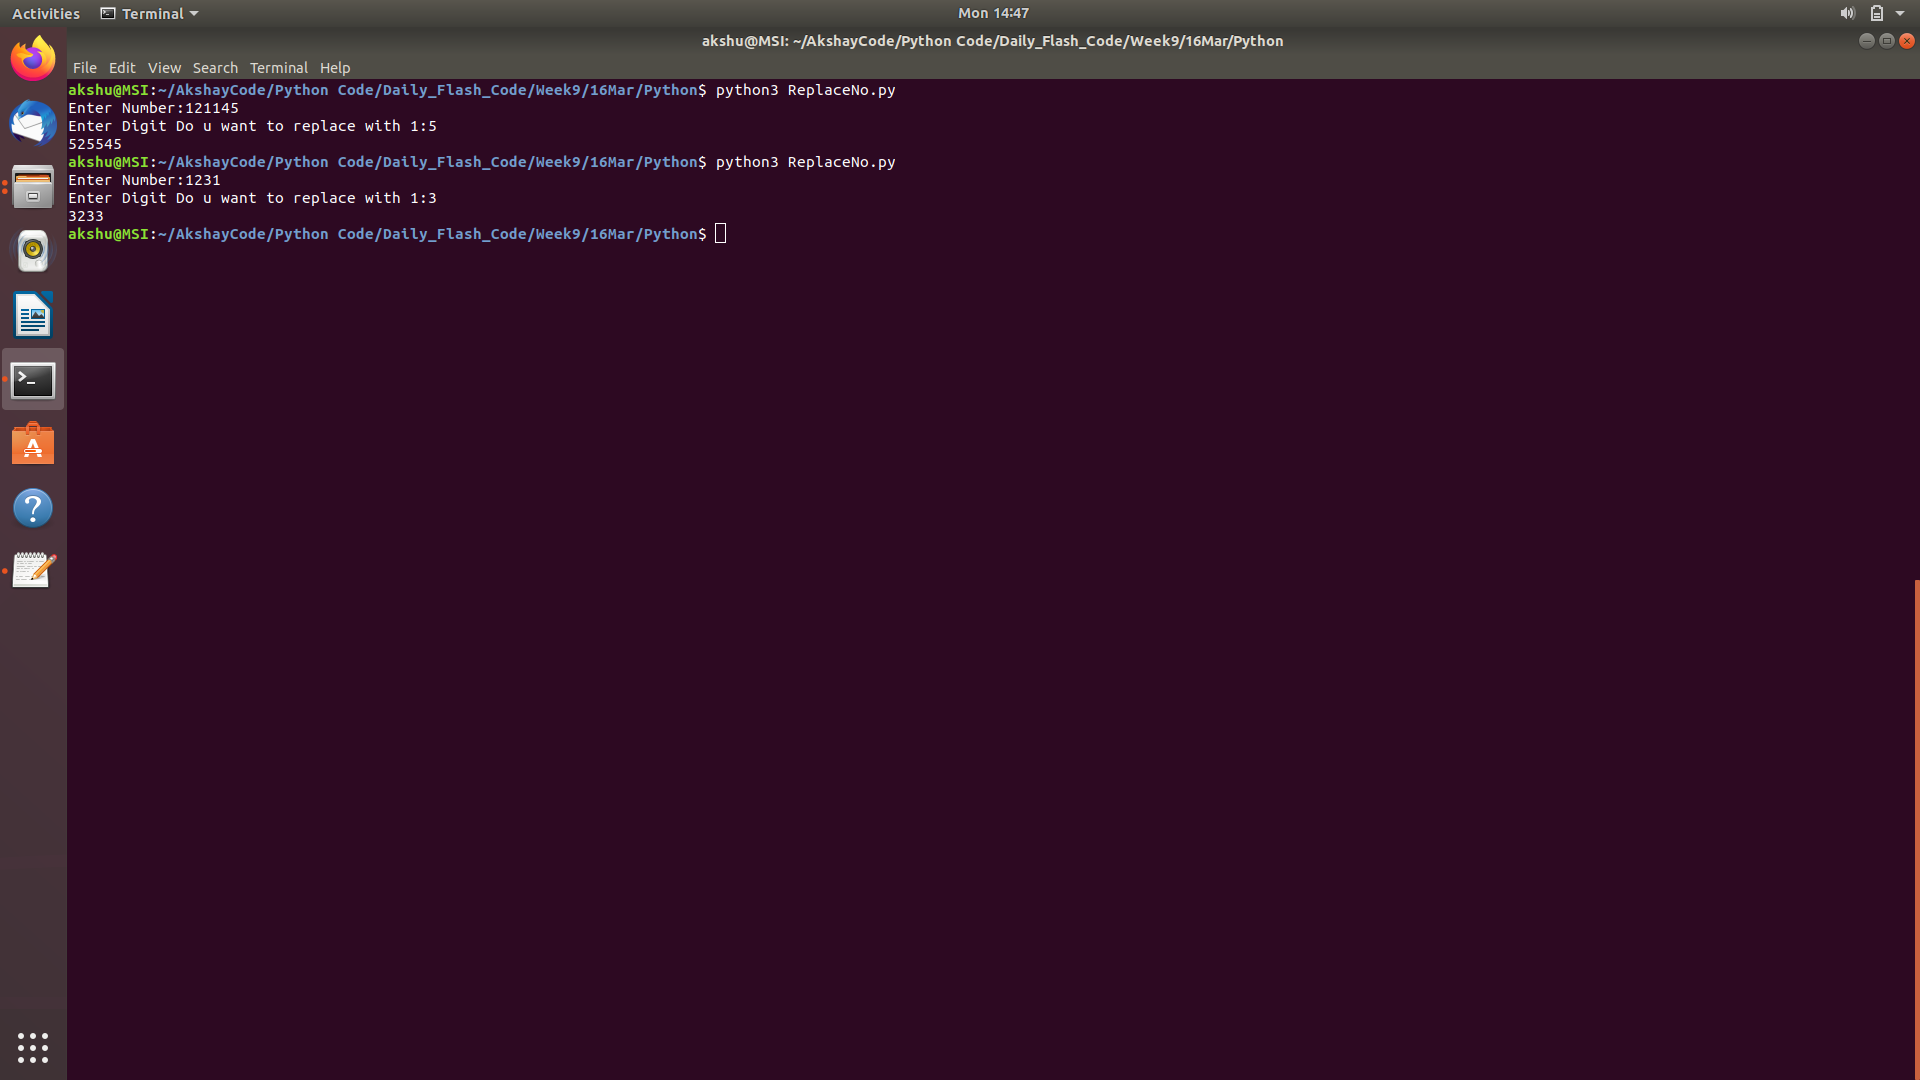 Activities Terminal Mon 14:47
akshu@MSI: ~/AkshayCode/Python Code/Daily_Flash_Code/Week9/16Mar/Python
File Edit View Search Terminal Help
akshu@MSI:~/AkshayCode/Python Code/Daily_Flash_Code/Week9/16Mar/Python$ python3 ReplaceNo.py
Enter Number:121145
Enter Digit Do u want to replace with 1:5
525545
akshu@MSI:~/AkshayCode/Python Code/Daily_Flash_Code/Week9/16Mar/Python$ python3 ReplaceNo.py
Enter Number:1231
Enter Digit Do u want to replace with 1:3
3233
akshu@MSI:~/AkshayCode/Python Code/Daily_Flash_Code/Week9/16Mar/Python$